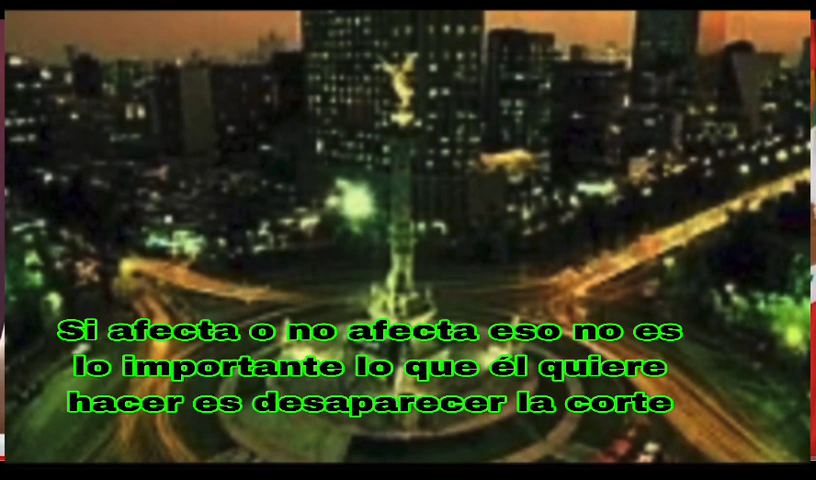 Si afecta o no afecta eso no es
lo importante lo que él quiere
hacer es desaparecer la corte